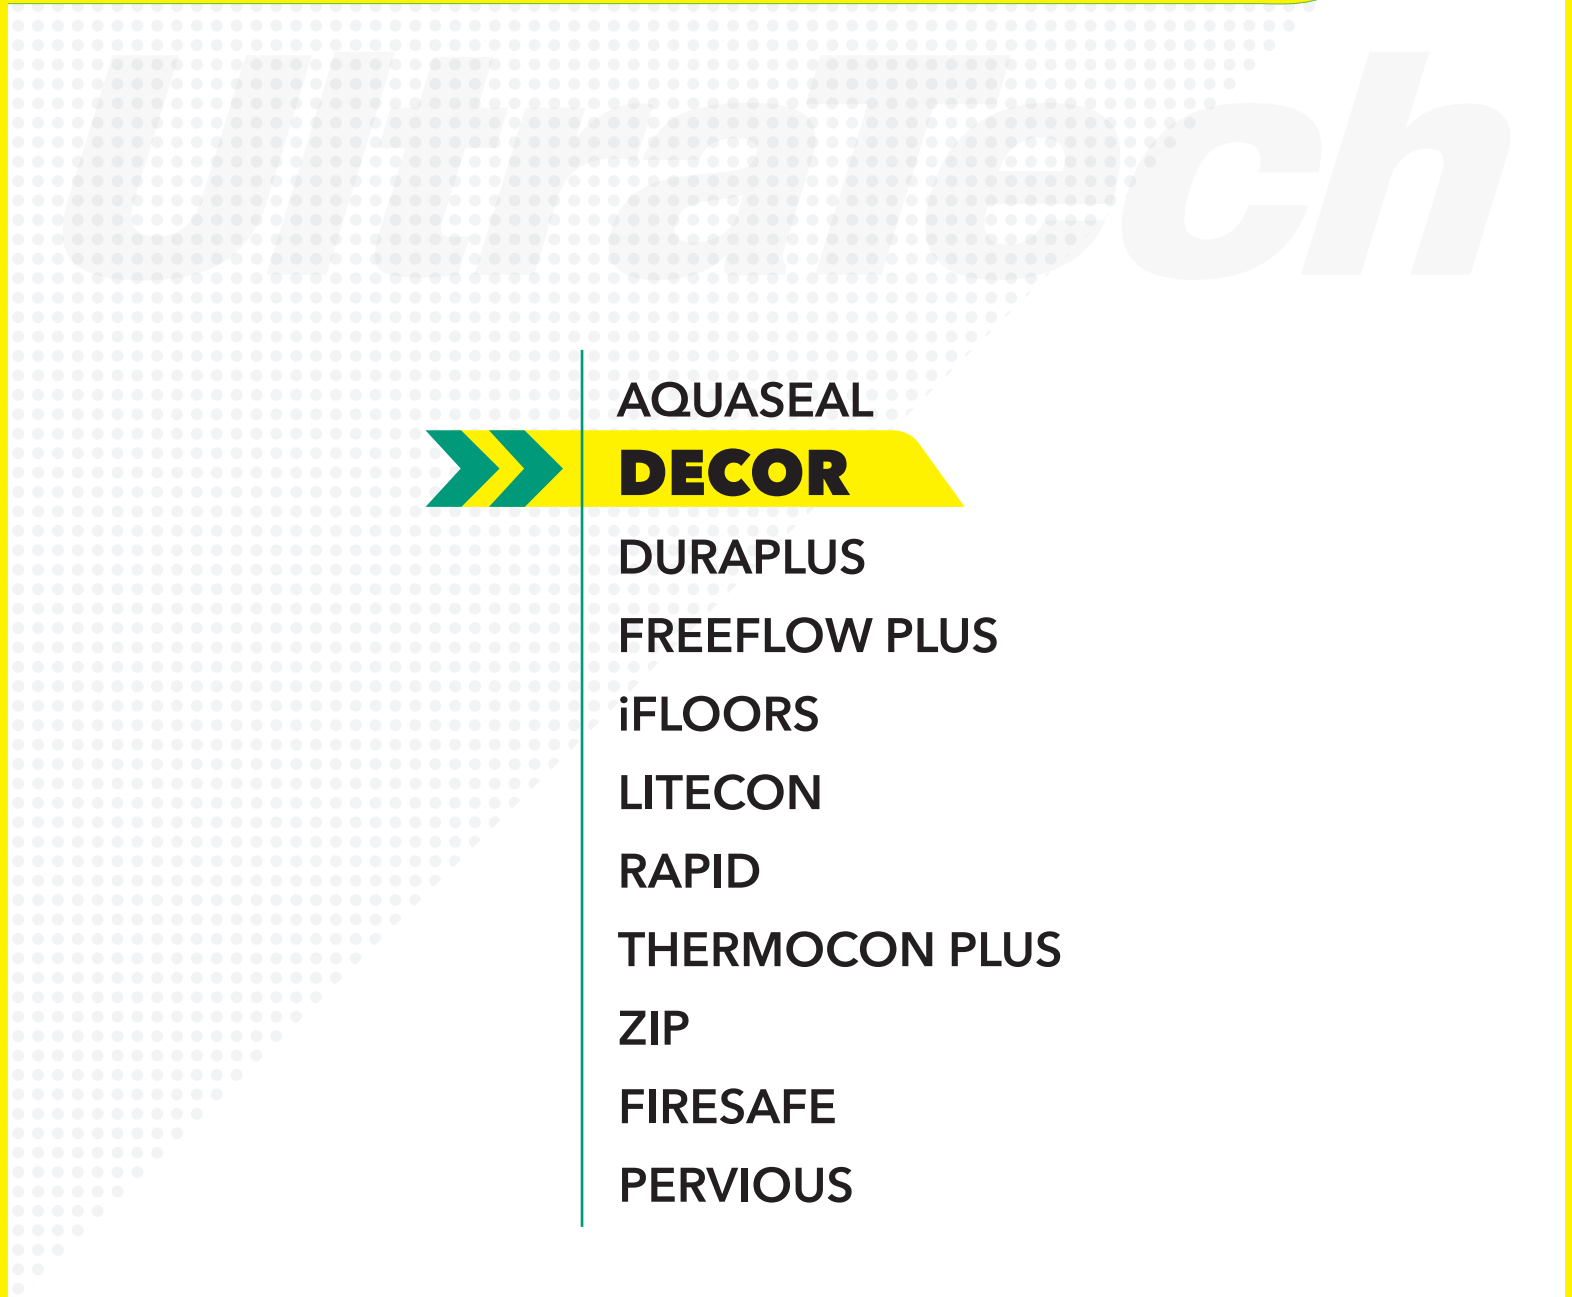 UltraTech
AQUASEAL
DECOR
DURAPLUS
FREEFLOW PLUS
iFLOORS
LITECON
RAPID
THERMOCON PLUS
ZIP
FIRESAFE
PERVIOUS